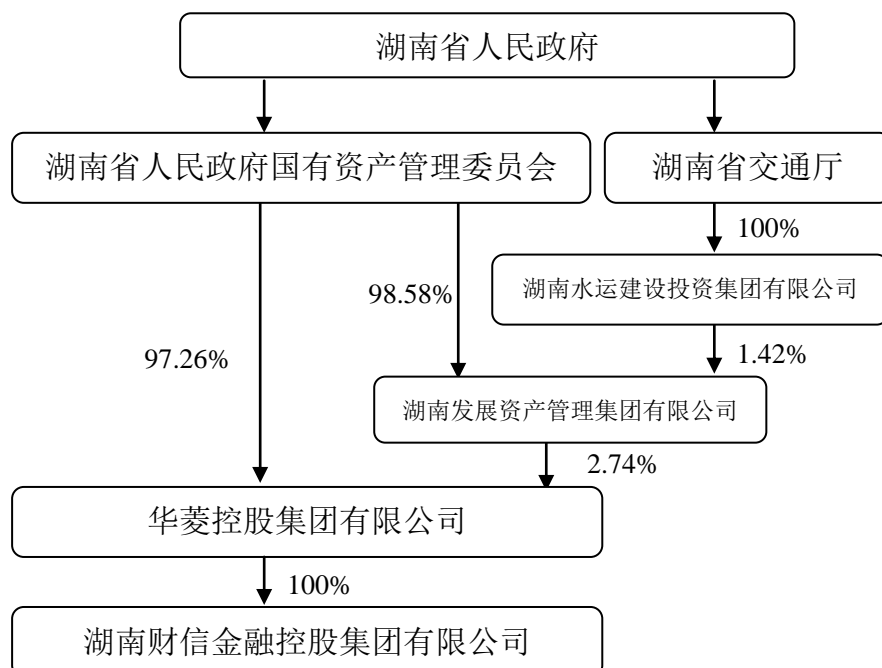 湖南省人民政府
湖南省人民政府国有资产管理委员会
湖南省交通厅
100%
湖南水运建设投资集团有限公司
98.58%
97.26%
1.42%
湖南发展资产管理集团有限公司
2.74%
华菱控股集团有限公司
100%
湖南财信金融控股集团有限公司